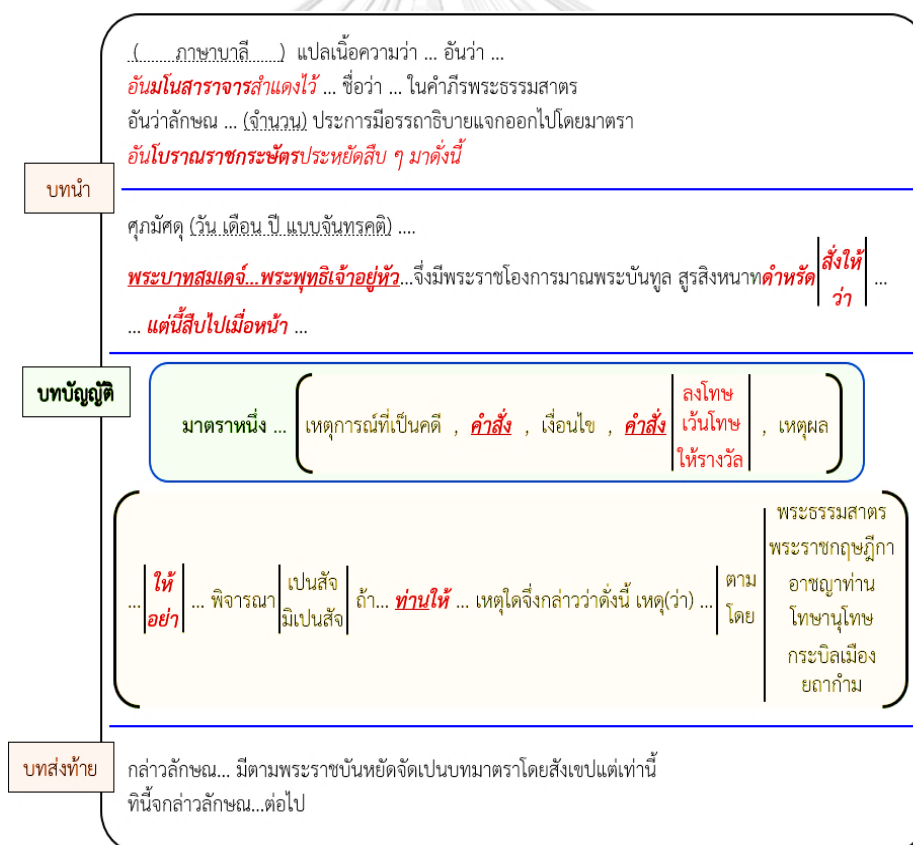 (ภาษาบาลี) แปลเนื้อความว่า ... อันว่า ...
อันมโนสาราจารสำแดงไว้ ... ชื่อว่า ... ในคำภีรพระธรรมสาตร
อันว่าลักษณ ... (จำนวน) ประการมีอรรถาธิบายแจกออกไปโดยมาตรา
อันโบราณราชกระษัตรประหยัดสืบ ๆ มาดั่งนี้
บทนำ
ศุภมัศดุ (วัน เดือน ปี แบบจันทรคติ) ....
พระบาทสมเดจ์...พระพุทธิเจ้าอยู่หัว...จึ่งมีพระราชโองการมาณพระบันทูล สูรสิงหนาทดำหรัด สั่งให้ ...
ว่า
... แต่นี้สืบไปเมื่อหน้า ...
บทบัญญัติ
มาตราหนึ่ง ... เหตุการณ์ที่เป็นคดี , คำสั่ง , เงื่อนไข , คำสั่ง ลงโทษ , เหตุผล
เว้นโทษ
ให้รางวัล
... ให้ ... พิจารณา เปนสัจ ถ้า... ท่านให้ ... เหตุใดจึ่งกล่าวว่าดั่งนี้ เหตุ(ว่า) ... ตาม
อย่า มิเปนสัจ โดย
พระธรรมสาตร
พระราชกฤษฎีกา
อาชญาท่าน
โทษานุโทษ
กระบิลเมือง
ยถากำม
บทส่งท้าย
กล่าวลักษณ... มีตามพระราชบันหยัดจัดเปนบทมาตราโดยสังเขปแต่เท่านี้
ทินี้จกล่าวลักษณ...ต่อไป